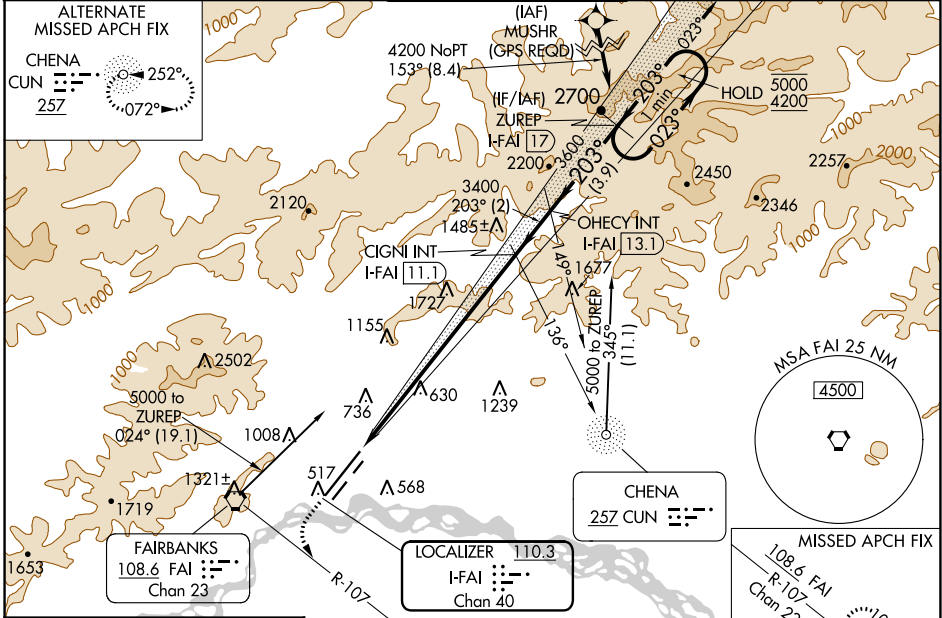 ALTERNATE
MISSED APCH FIX
CHENA
CUN
257
252°
072°
1000
(IAF)
MUSHR
(GPS REQD)
4200 NoPT
153° (8.4)
023°
203°
1 min
023°
HOLD
5000
4200
2700
(IF/IAF)
ZUREP
I-FAI 17
2200
3600
203°
(3.9)
1000
2000
2257
2450
2346
1000
2120
3400
203° (2)
1485±
OHECY INT
I-FAI 13.1
CIGNI INT
I-FAI 11.1
149°
1677
1727
136°
5000 to ZUREP
345°
(11.1)
1000
1155
1000
2502
MSA FAI 25 NM
4500
5000 to
ZUREP
024° (19.1)
736
630
1239
1008
1321±
517
568
1719
1653
CHENA
257 CUN
FAIRBANKS
108.6 FAI
Chan 23
R-107
LOCALIZER 110.3
I-FAI
Chan 40
MISSED APCH FIX
108.6 FAI
R-107